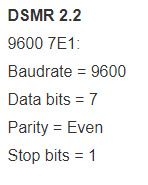 DSMR 2.2
9600 7E1:
Baudrate = 9600
Data bits = 7
Parity = Even
Stop bits = 1